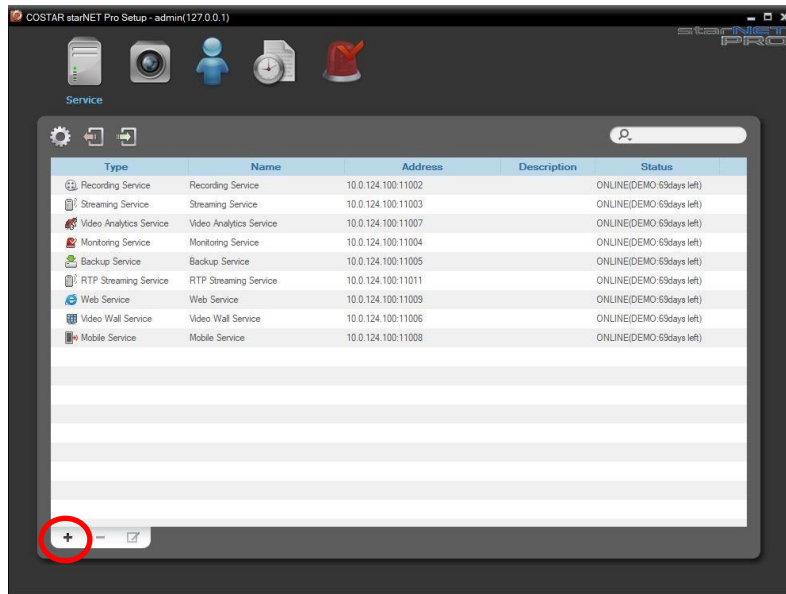 COSTAR starNET Pro Setup - admin(127.0.0.1)
starNET
PRO
Service
Type Name Address Description Status
Recording Service Recording Service 10.0.124.100:11002 ONLINE(DEMO:69days left)
Streaming Service Streaming Service 10.0.124.100:11003 ONLINE(DEMO:69days left)
Video Analytics Service Video Analytics Service 10.0.124.100:11007 ONLINE(DEMO:69days left)
Monitoring Service Monitoring Service 10.0.124.100:11004 ONLINE(DEMO:69days left)
Backup Service Backup Service 10.0.124.100:11005 ONLINE(DEMO:69days left)
RTP Streaming Service RTP Streaming Service 10.0.124.100:11011 ONLINE(DEMO:69days left)
Web Service Web Service 10.0.124.100:11009 ONLINE(DEMO:69days left)
Video Wall Service Video Wall Service 10.0.124.100:11006 ONLINE(DEMO:69days left)
Mobile Service Mobile Service 10.0.124.100:11008 ONLINE(DEMO:69days left)